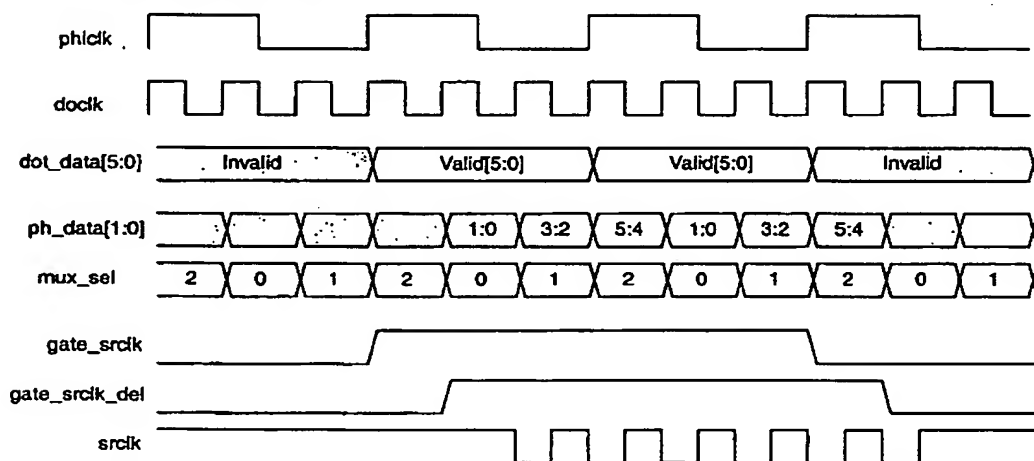 phiclk
doclk
dot_data[5:0] Invalid Valid[5:0] Valid[5:0] Invalid
ph_data[1:0] 1:0 3:2 5:4 1:0 3:2 5:4
mux_sel 2 0 1 2 0 1 2 0 1 2 0 1
gate_srclk
gate_srclk_del
srclk